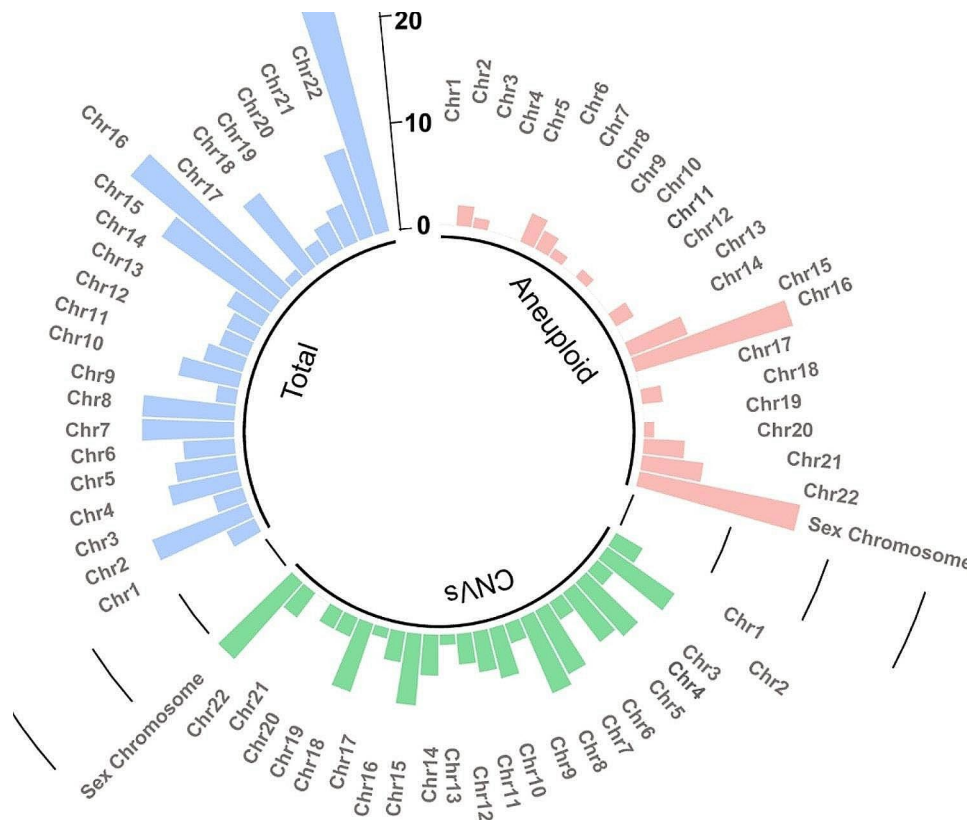 20
10
0
Chr1
Chr2
Chr3
Chr4
Chr5
Chr6
Chr7
Chr8
Chr9
Chr10
Chr11
Chr12
Chr13
Chr14
Chr15
Chr16
Chr17
Chr18
Chr19
Chr20
Chr21
Chr22
Sex Chromosome
Aneuploid
Chr1
Chr2
Chr3
Chr4
Chr5
Chr6
Chr7
Chr8
Chr9
Chr10
Chr11
Chr12
Chr13
Chr14
Chr15
Chr16
Chr17
Chr18
Chr19
Chr20
Chr21
Chr22
Sex Chromosome
CNVs
Chr1
Chr2
Chr3
Chr4
Chr5
Chr6
Chr7
Chr8
Chr9
Chr10
Chr11
Chr12
Chr13
Chr14
Chr15
Chr16
Chr17
Chr18
Chr19
Chr20
Chr21
Chr22
Total